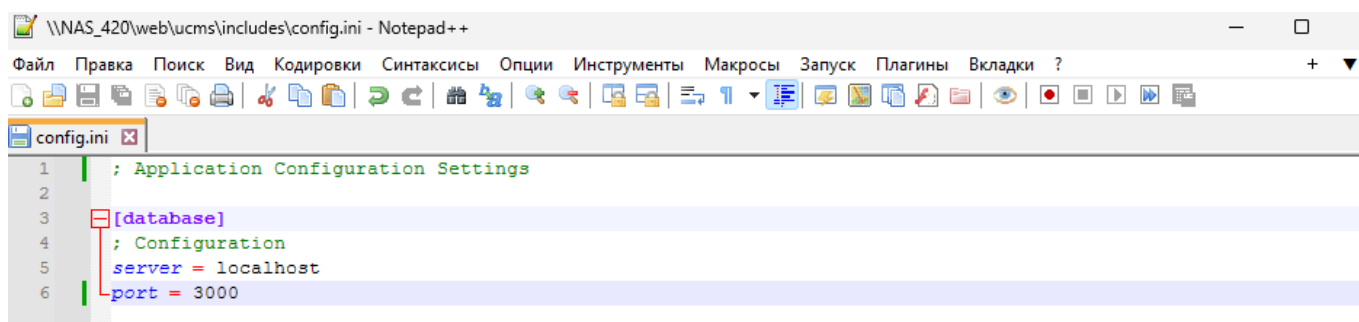 \\NAS_420\web\ucms\includes\config.ini - Notepad++
Файл Правка Поиск Вид Кодировки Синтаксисы Опции Инструменты Макросы Запуск Плагины Вкладки ?
config.ini
1 ; Application Configuration Settings
2
3 [database]
4 ; Configuration
5 server = localhost
6 port = 3000